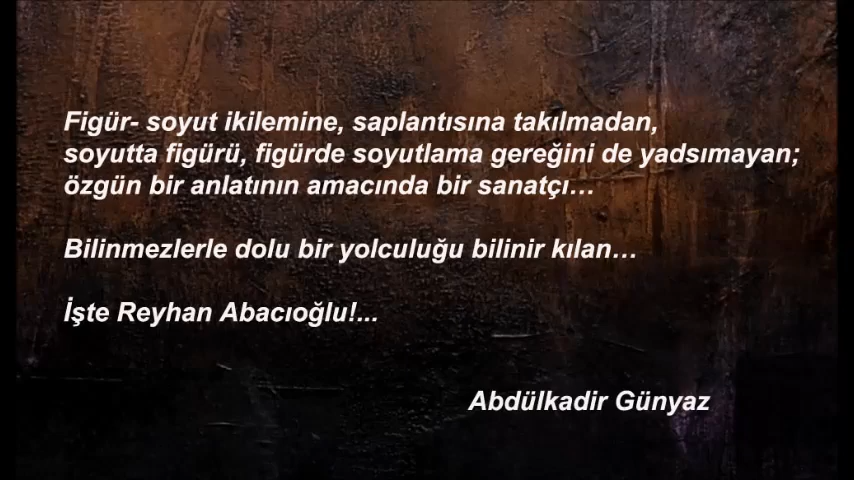 Figür- soyut ikilemine, saplantısına takılmadan,
soyutta figürü, figürde soyutlama gereğini de yadsımayan;
özgün bir anlatının amacında bir sanatçı…
Bilinmezlerle dolu bir yolculuğu bilinir kılan…
İşte Reyhan Abacıoğlu!...
Abdülkadir Günyaz